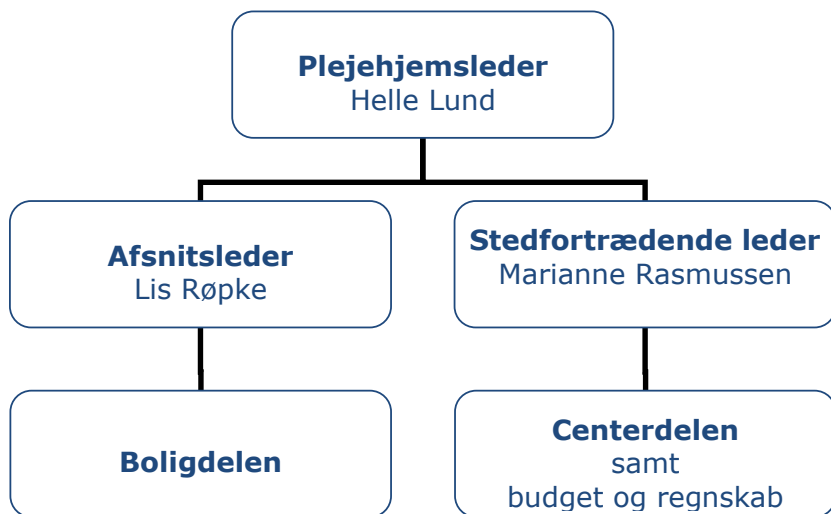 Plejehjemsleder
Helle Lund
Afsnitsleder
Lis Røpke
Stedfortrædende leder
Marianne Rasmussen
Boligdelen
Centerdelen
samt
budget og regnskab